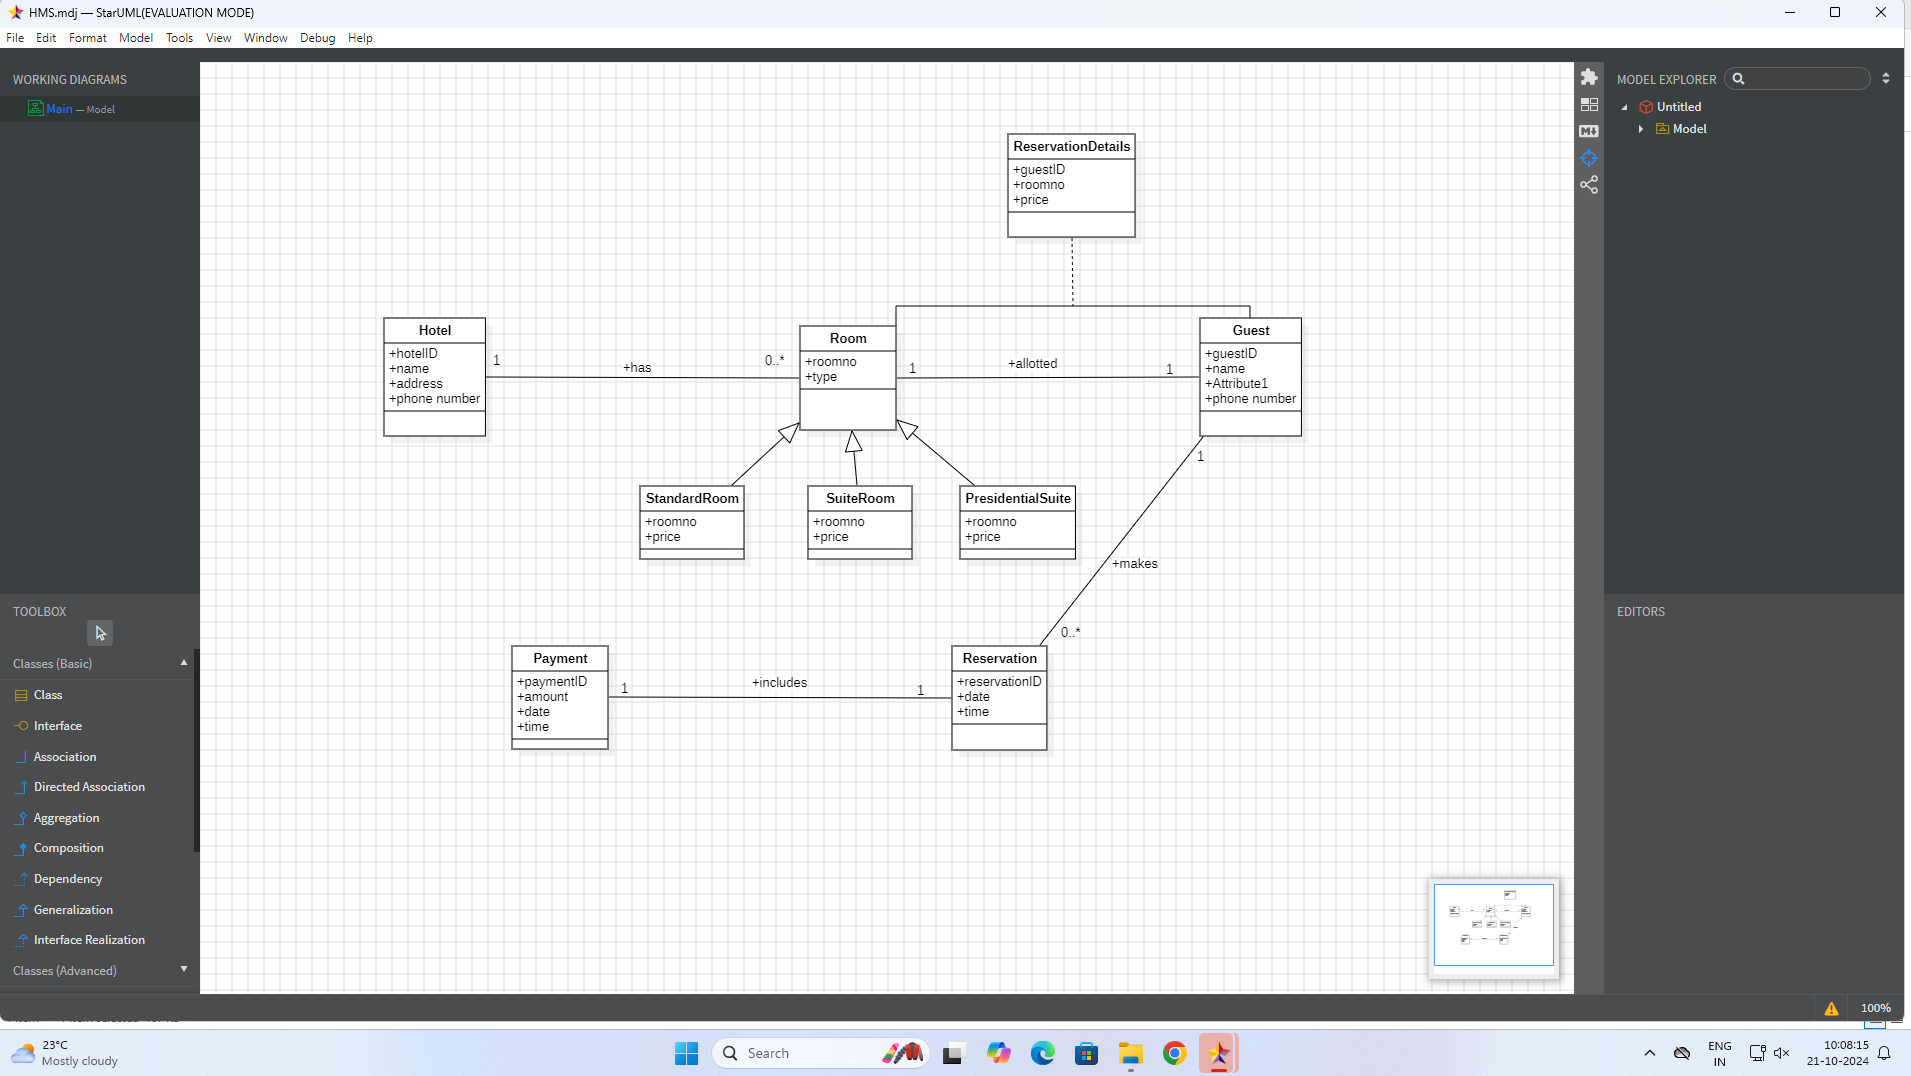 HMS.mdj — StarUML(EVALUATION MODE)
File Edit Format Model Tools View Window Debug Help
WORKING DIAGRAMS
Main — Model
TOOLBOX
Classes (Basic)
Class
Interface
Association
Directed Association
Aggregation
Composition
Dependency
Generalization
Interface Realization
Classes (Advanced)
ReservationDetails
+guestID
+roomno
+price
Hotel
+hotelID
+name
+address
+phone number
1
+has
0..*
Room
+roomno
+type
1
+allotted
1
Guest
+guestID
+name
+Attribute1
+phone number
1
StandardRoom
+roomno
+price
SuiteRoom
+roomno
+price
PresidentialSuite
+roomno
+price
+makes
0..*
Payment
+paymentID
+amount
+date
+time
1
+includes
1
Reservation
+reservationID
+date
+time
M
MODEL EXPLORER
Untitled
Model
EDITORS
100%
23°C
Mostly cloudy
Search
ENG
IN
10:08:15
21-10-2024